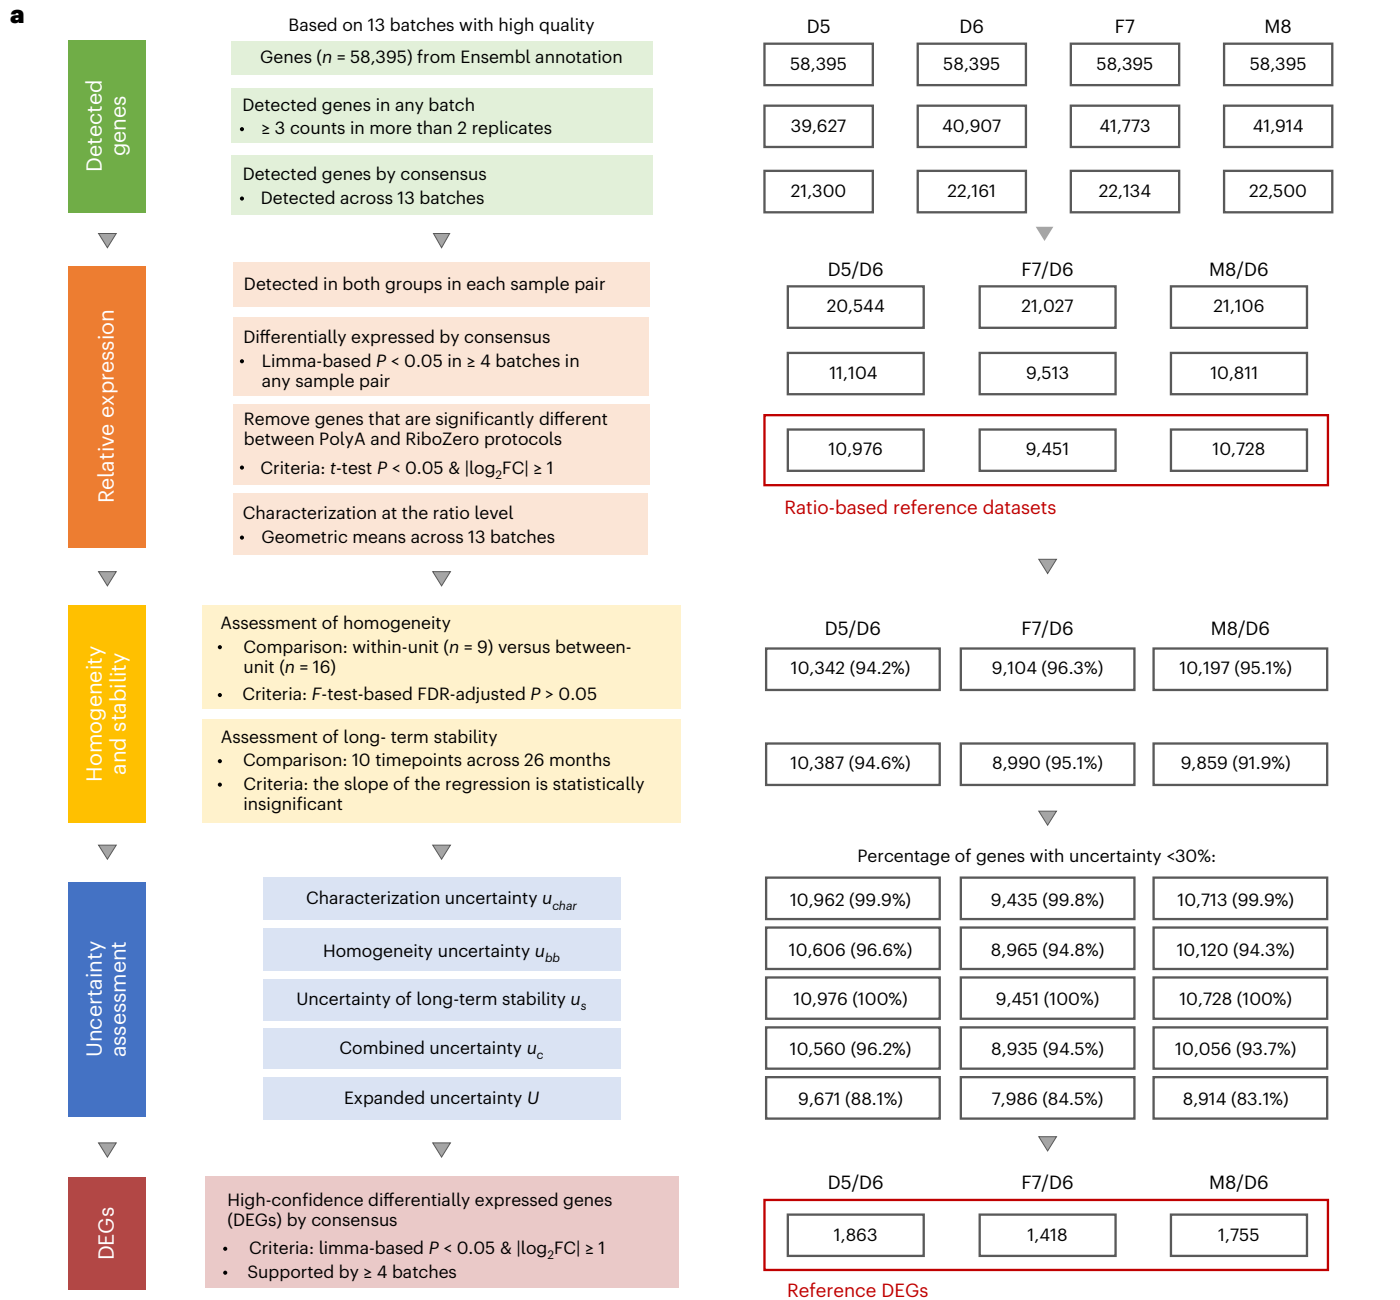 a
Based on 13 batches with high quality
Detected
genes
Genes (n = 58,395) from Ensembl annotation
Detected genes in any batch
• ≥ 3 counts in more than 2 replicates
Detected genes by consensus
• Detected across 13 batches
D5 D6 F7 M8
58,395 58,395 58,395 58,395
39,627 40,907 41,773 41,914
21,300 22,161 22,134 22,500
Relative expression
Detected in both groups in each sample pair
Differentially expressed by consensus
• Limma-based P < 0.05 in ≥ 4 batches in
any sample pair
Remove genes that are significantly different
between PolyA and RiboZero protocols
• Criteria: t-test P < 0.05 & |log2FC| ≥ 1
Characterization at the ratio level
• Geometric means across 13 batches
D5/D6 F7/D6 M8/D6
20,544 21,027 21,106
11,104 9,513 10,811
10,976 9,451 10,728
Ratio-based reference datasets
Homogeneity
and stability
Assessment of homogeneity
• Comparison: within-unit (n = 9) versus between-
unit (n = 16)
• Criteria: F-test-based FDR-adjusted P > 0.05
Assessment of long- term stability
• Comparison: 10 timepoints across 26 months
• Criteria: the slope of the regression is statistically
insignificant
D5/D6 F7/D6 M8/D6
10,342 (94.2%) 9,104 (96.3%) 10,197 (95.1%)
10,387 (94.6%) 8,990 (95.1%) 9,859 (91.9%)
Uncertainty
assessment
Characterization uncertainty uchar
Homogeneity uncertainty ubb
Uncertainty of long-term stability us
Combined uncertainty uc
Expanded uncertainty U
Percentage of genes with uncertainty <30%:
10,962 (99.9%) 9,435 (99.8%) 10,713 (99.9%)
10,606 (96.6%) 8,965 (94.8%) 10,120 (94.3%)
10,976 (100%) 9,451 (100%) 10,728 (100%)
10,560 (96.2%) 8,935 (94.5%) 10,056 (93.7%)
9,671 (88.1%) 7,986 (84.5%) 8,914 (83.1%)
DEGs
High-confidence differentially expressed genes
(DEGs) by consensus
• Criteria: limma-based P < 0.05 & |log2FC| ≥ 1
• Supported by ≥ 4 batches
D5/D6 F7/D6 M8/D6
1,863 1,418 1,755
Reference DEGs